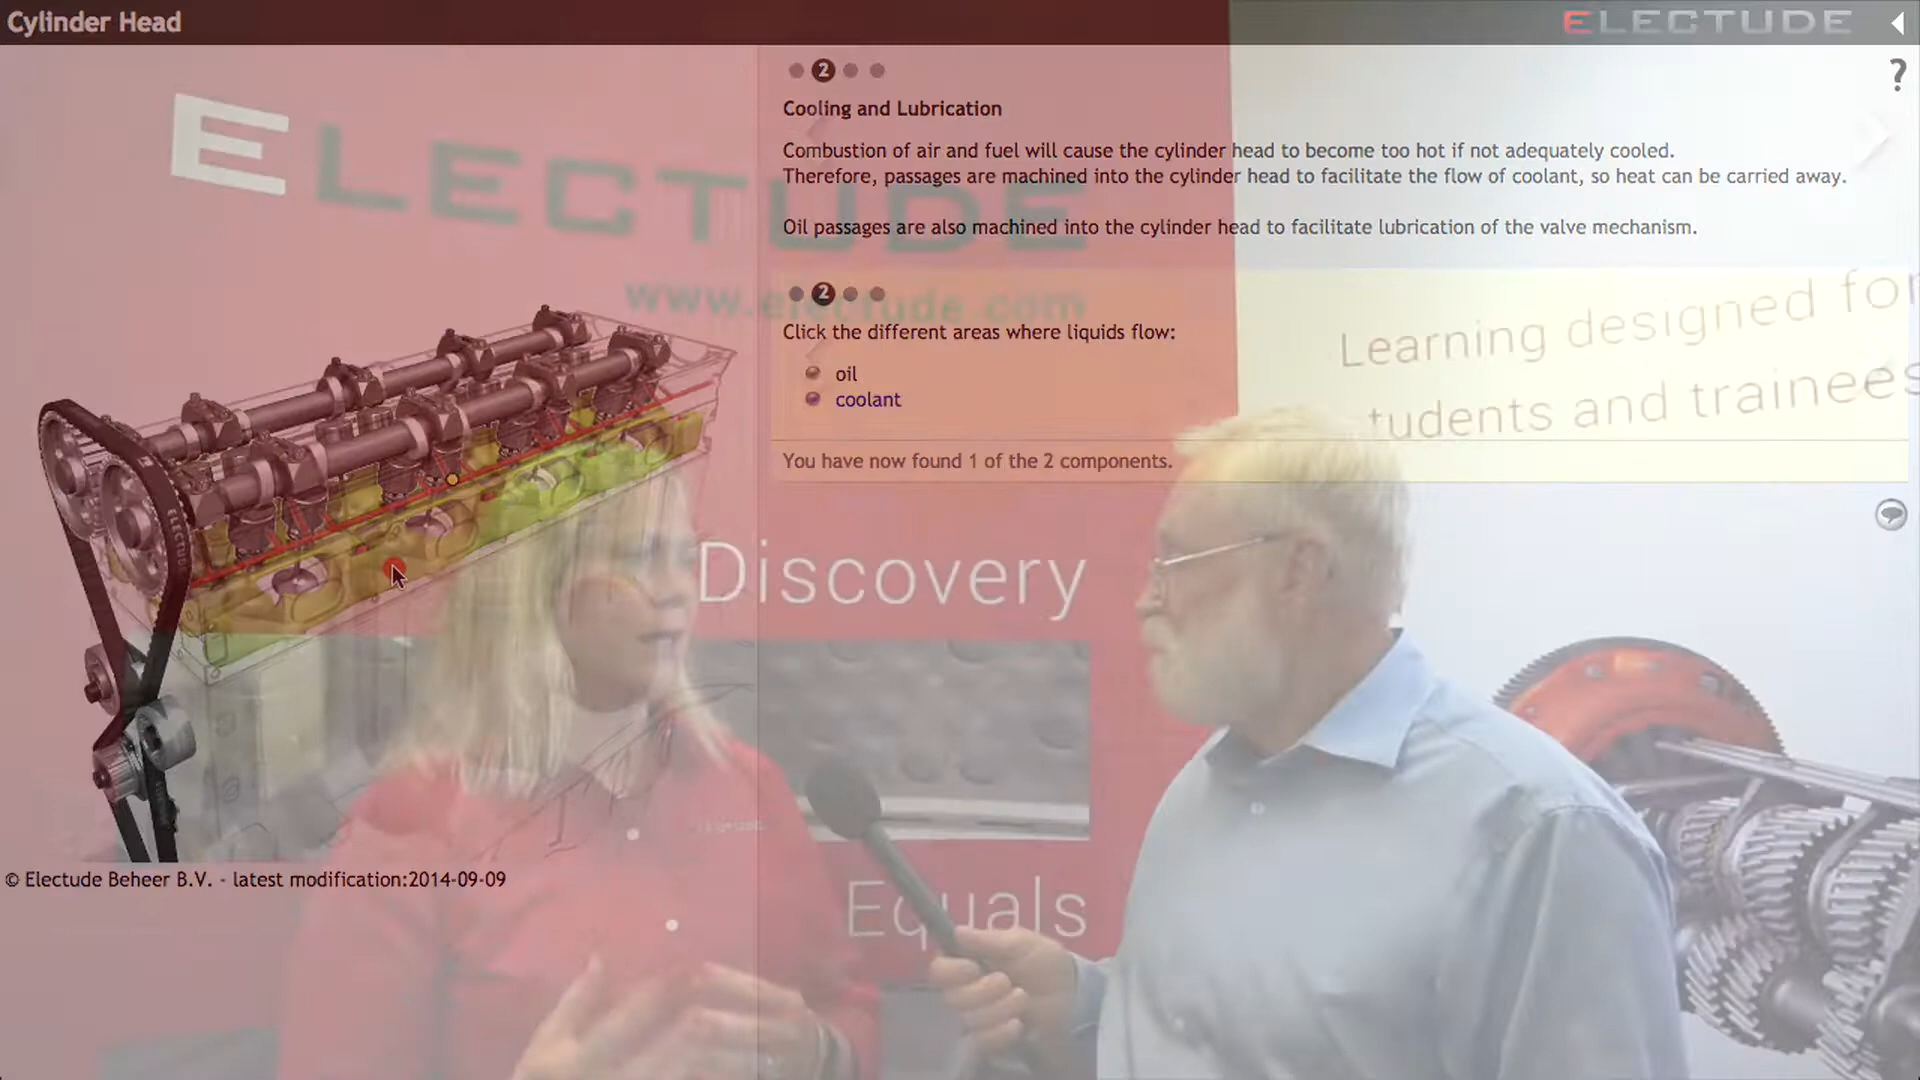 Cylinder Head
ELECTUDE
?
2
Cooling and Lubrication
Combustion of air and fuel will cause the cylinder head to become too hot if not adequately cooled.
Therefore, passages are machined into the cylinder head to facilitate the flow of coolant, so heat can be carried away.
Oil passages are also machined into the cylinder head to facilitate lubrication of the valve mechanism.
2
Click the different areas where liquids flow:
oil
coolant
You have now found 1 of the 2 components.
ELECTUDE
www.electude.com
Learning designed for
students and trainees
Discovery
Equals
ELECTUDE
© Electude Beheer B.V. - latest modification:2014-09-09